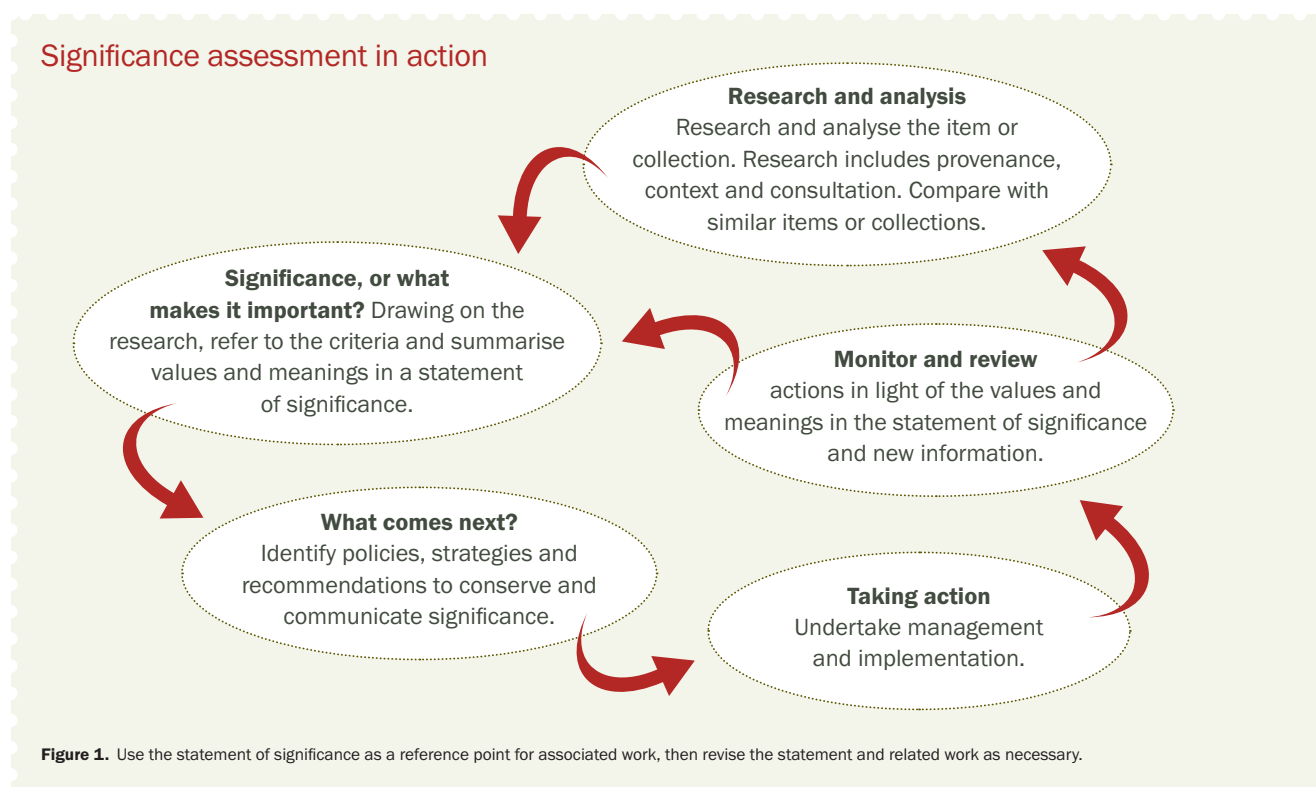 Significance assessment in action
Research and analysis
Research and analyse the item or
collection. Research includes provenance,
context and consultation. Compare with
similar items or collections.
Significance, or what
makes it important? Drawing on the
research, refer to the criteria and summarise
values and meanings in a statement
of significance.
What comes next?
Identify policies, strategies and
recommendations to conserve and
communicate significance.
Taking action
Undertake management
and implementation.
Monitor and review
actions in light of the values and
meanings in the statement of significance
and new information.
Figure 1. Use the statement of significance as a reference point for associated work, then revise the statement and related work as necessary.